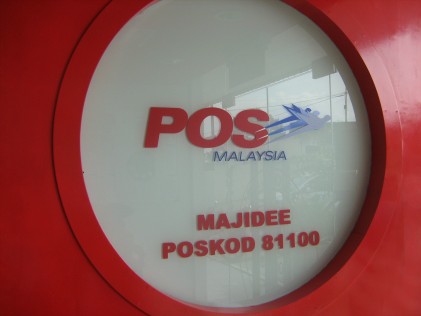 POS
MALAYSIA
MAJIDEE
POSKOD 81100